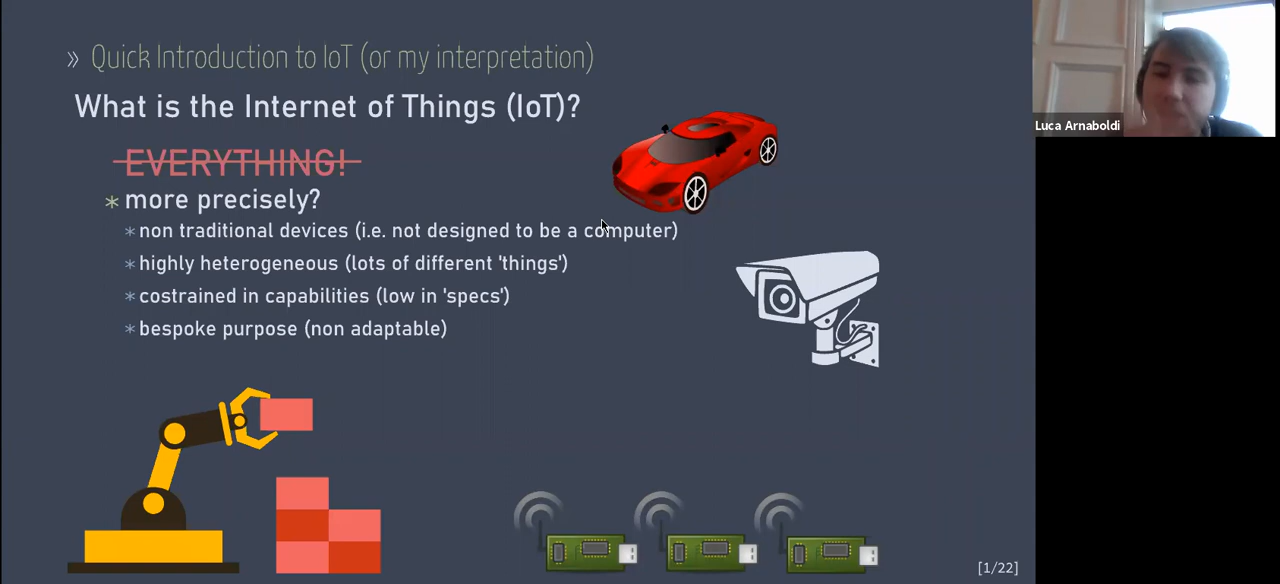 » Quick Introduction to IoT (or my interpretation)
What is the Internet of Things (IoT)?
EVERYTHING!
* more precisely?
* non traditional devices (i.e. not designed to be a computer)
* highly heterogeneous (lots of different 'things')
* costrained in capabilities (low in 'specs')
* bespoke purpose (non adaptable)
[1/22]
Luca Arnaboldi